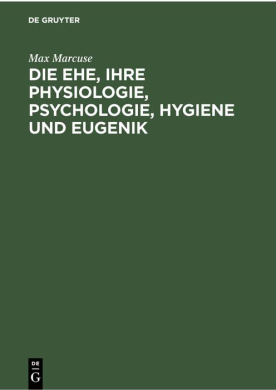 DE GRUYTER
Max Marcuse
DIE EHE, IHRE
PHYSIOLOGIE,
PSYCHOLOGIE, HYGIENE
UND EUGENIK
DE
G